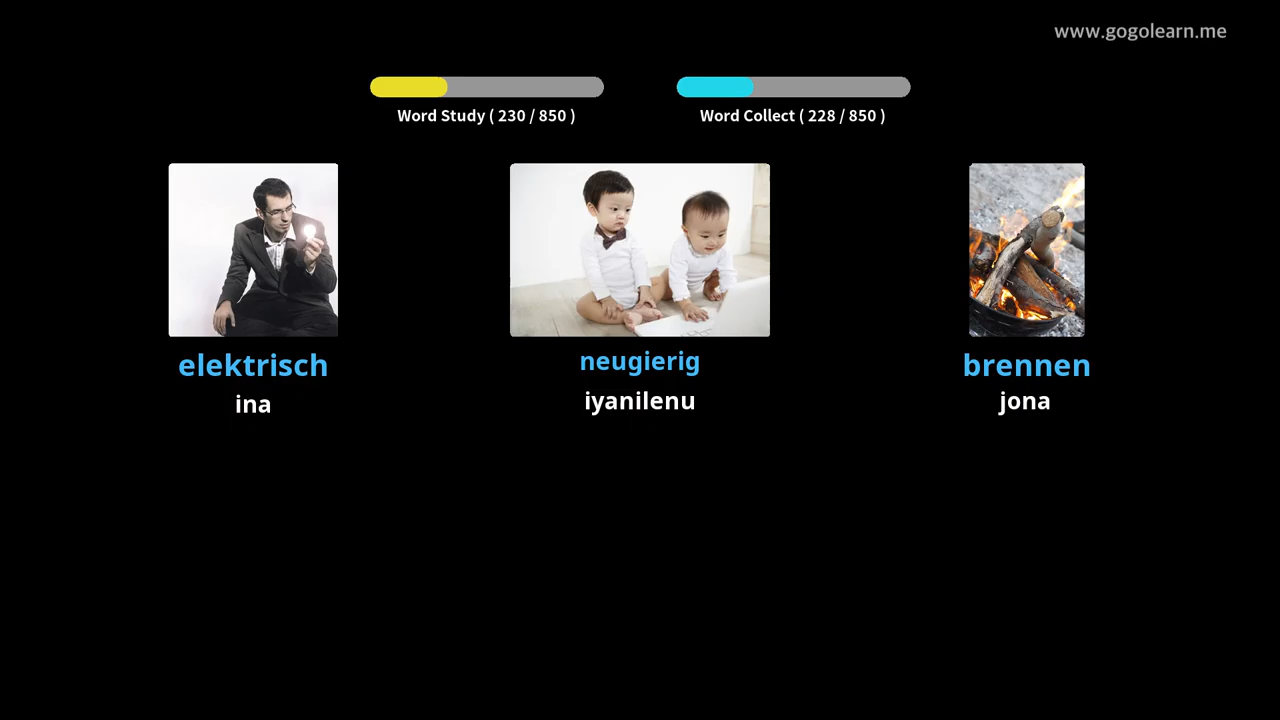 www.gogolearn.me
Word Study ( 230 / 850 )
Word Collect ( 228 / 850 )
elektrisch
ina
neugierig
iyanilenu
brennen
jona